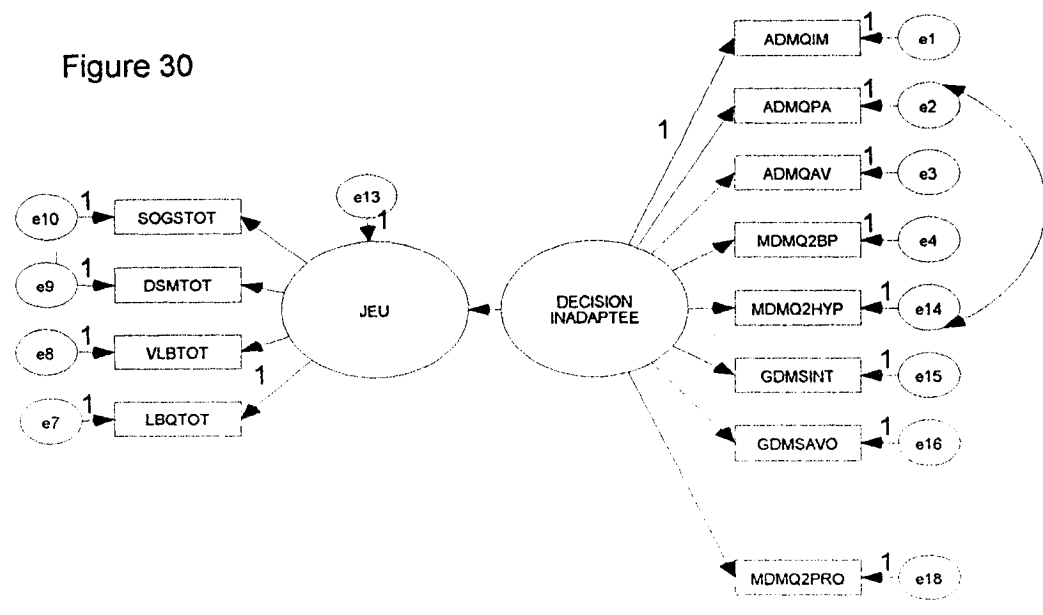 Figure 30
1
ADMQIM
1
e1
ADMQPA
1
e2
1
ADMQAV
1
e3
MDMQ2BP
1
e4
MDMQ2HYP
1
e14
GDMSINT
1
e15
GDMSAVO
1
e16
MDMQ2PRO
1
e18
e10
1
SOGSTOT
e9
1
DSMTOT
e8
1
VLBTOT
e7
1
LBQTOT
1
e13
JEU
DECISION
INADAPTEE